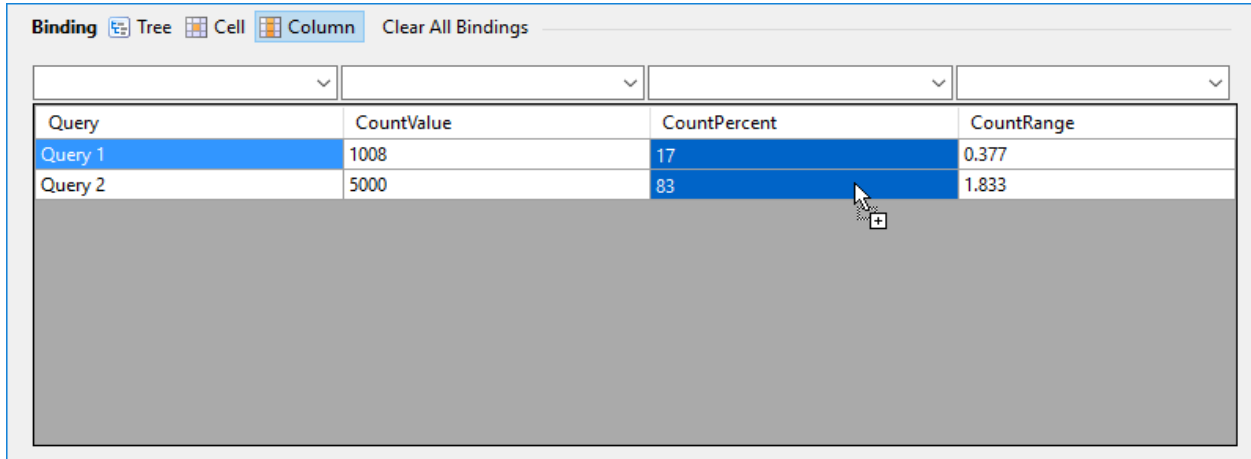 Binding Tree Cell Column Clear All Bindings
Query CountValue CountPercent CountRange
Query 1 1008 17 0.377
Query 2 5000 83 1.833